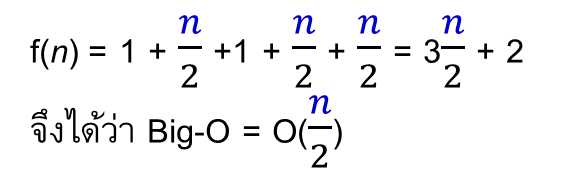 f(n) = 1 + n/2 +1 + n/2 + n/2 = 3n/2 + 2
จึงได้ว่า Big-O = O(n/2)